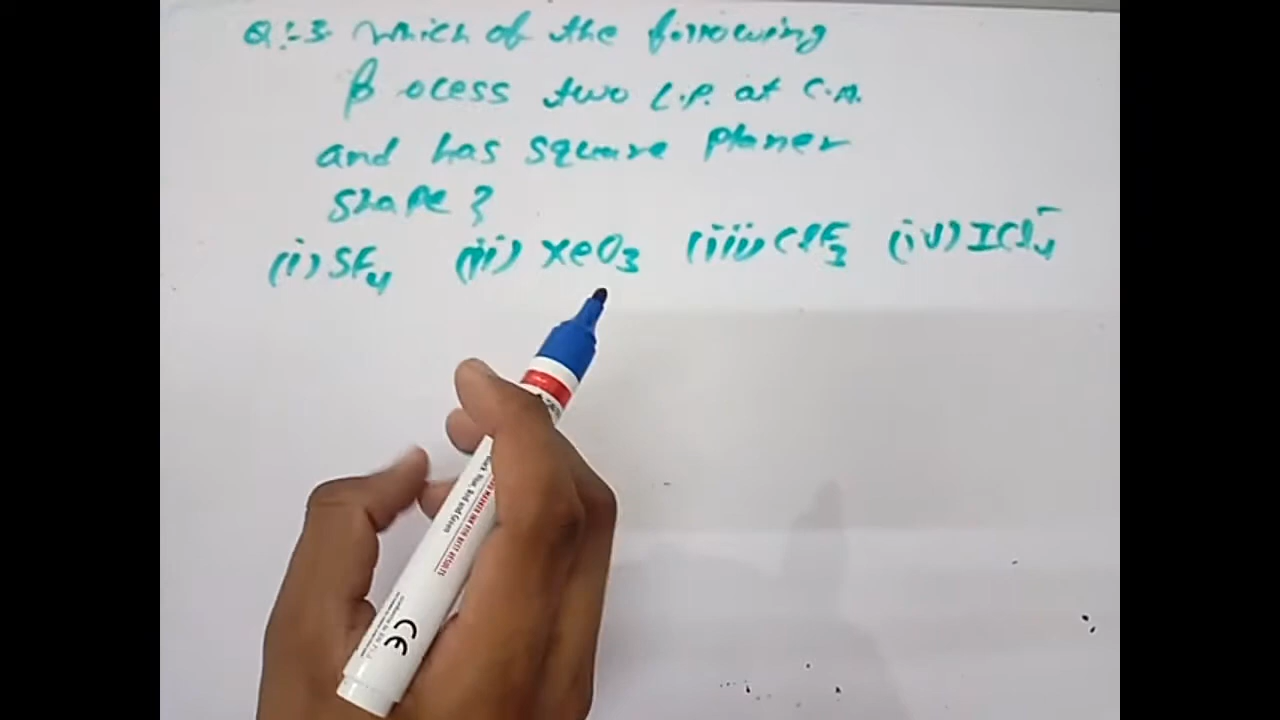 Q:-3 which of the following
Pocess two L.P. at C.A.
and has square planer
shape?
(i) SF₄ (ii) XeO₃ (iii) ClF₃ (iv) ICl₄⁻
CE